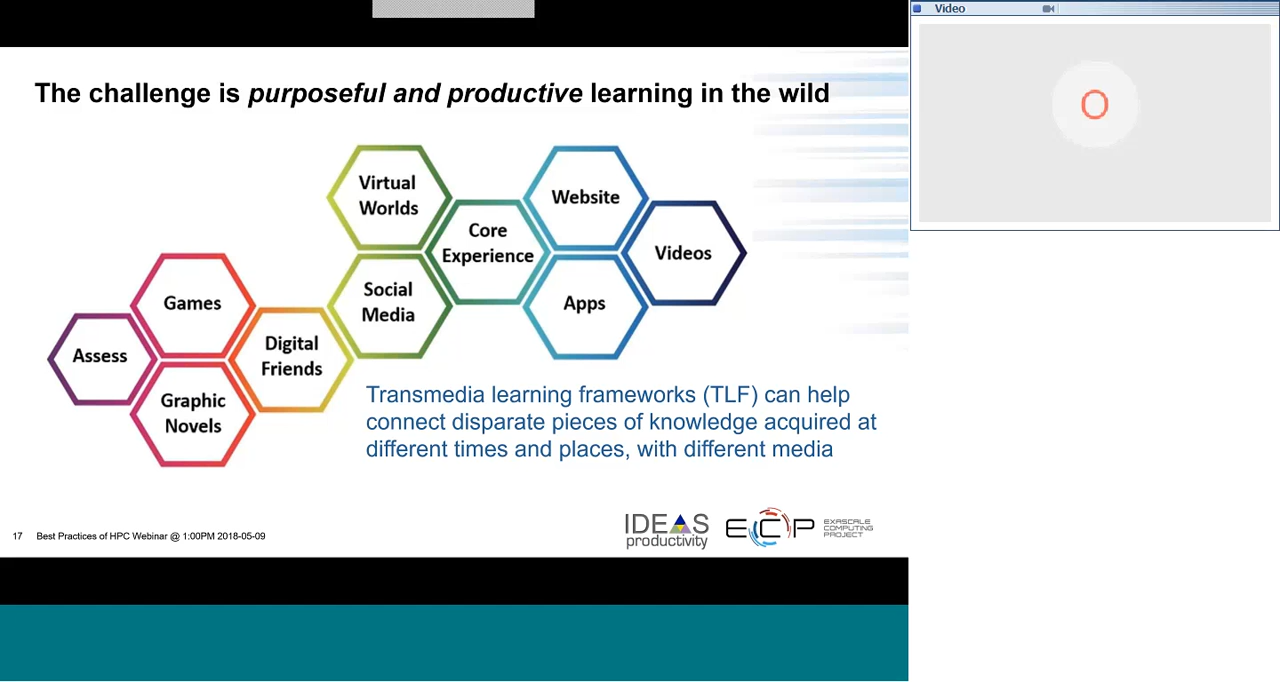 Video
O
The challenge is purposeful and productive learning in the wild
Virtual
Worlds
Website
Core
Experience
Videos
Social
Media
Apps
Games
Digital
Friends
Assess
Graphic
Novels
Transmedia learning frameworks (TLF) can help
connect disparate pieces of knowledge acquired at
different times and places, with different media
17 Best Practices of HPC Webinar @ 1:00PM 2018-05-09
IDEAS
productivity
ECP
EXASCALE
COMPUTING
PROJECT